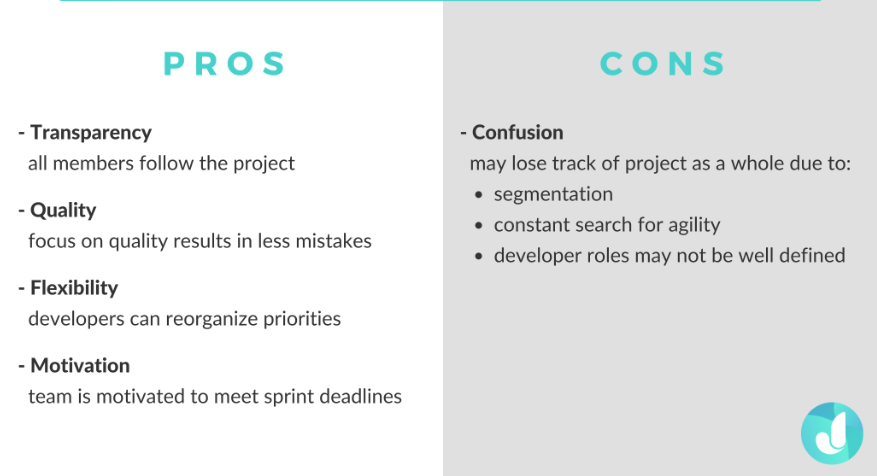 PROS
- Transparency
all members follow the project
- Quality
focus on quality results in less mistakes
- Flexibility
developers can reorganize priorities
- Motivation
team is motivated to meet sprint deadlines
CONS
- Confusion
may lose track of project as a whole due to:
• segmentation
• constant search for agility
• developer roles may not be well defined